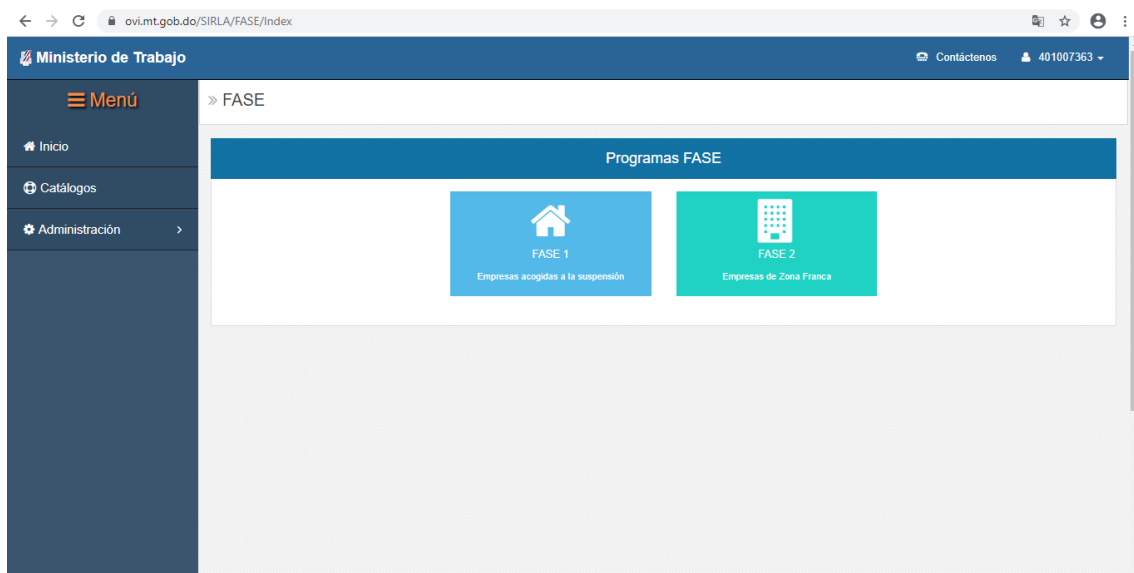 ovi.mt.gob.do/SIRLA/FASE/Index
Ministerio de Trabajo
Contáctenos
401007363
Menú
» FASE
Inicio
Catálogos
Administración
Programas FASE
FASE 1
Empresas acogidas a la suspensión
FASE 2
Empresas de Zona Franca